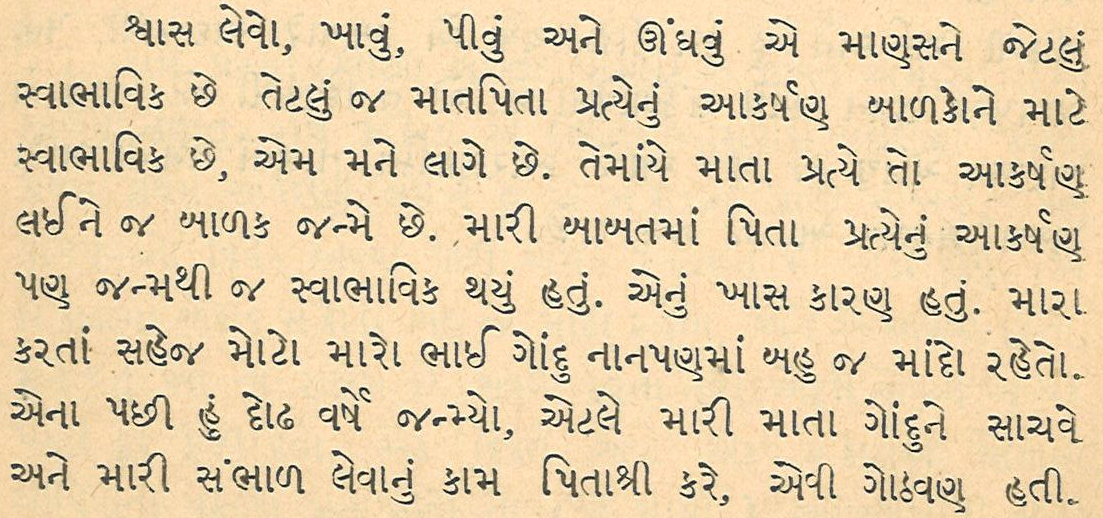 શ્વાસ લેવો, ખાવું, પીવું અને ઊંઘવું એ માણસને જેટલું
સ્વાભાવિક છે તેટલું જ માતપિતા પ્રત્યેનું આકર્ષણ બાળકોને માટે
સ્વાભાવિક છે, એમ મને લાગે છે. તેમાંયે માતા પ્રત્યે તો આકર્ષણ
લઈને જ બાળક જન્મે છે. મારી બાબતમાં પિતા પ્રત્યેનું આકર્ષણ
પણ જન્મથી જ સ્વાભાવિક થયું હતું. એનું ખાસ કારણ હતું. મારા
કરતાં સહેજ મોટો મારો ભાઈ ગોંદુ નાનપણમાં બહુ જ માંદો રહેતો.
એના પછી હું દોઢ વર્ષે જન્મ્યો, એટલે મારી માતા ગોંદુને સાચવે
અને મારી સંભાળ લેવાનું કામ પિતાશ્રી કરે, એવી ગોઠવણ હતી.